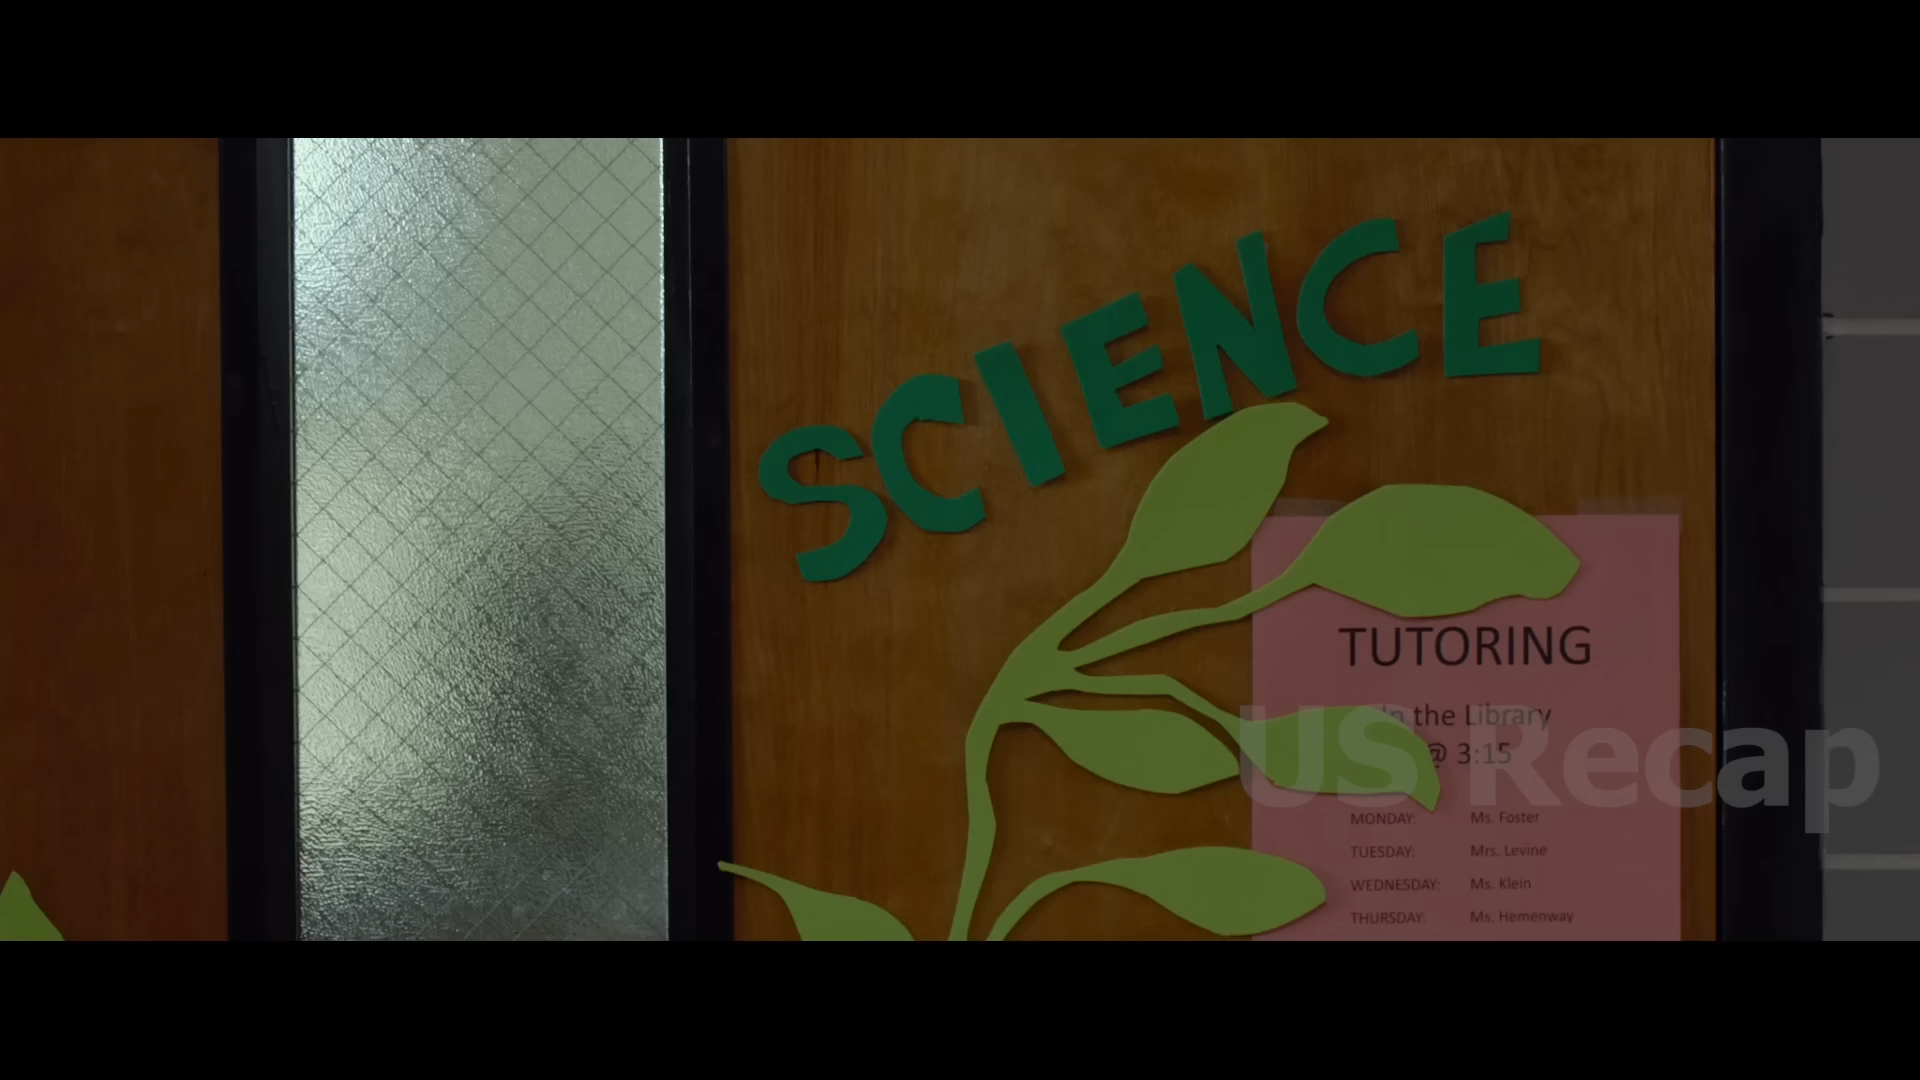 SCIENCE
TUTORING
In the Library
@ 3:15
US Recap
MONDAY: Ms. Foster
TUESDAY: Mrs. Levine
WEDNESDAY: Ms. Klein
THURSDAY: Ms. Hemenway